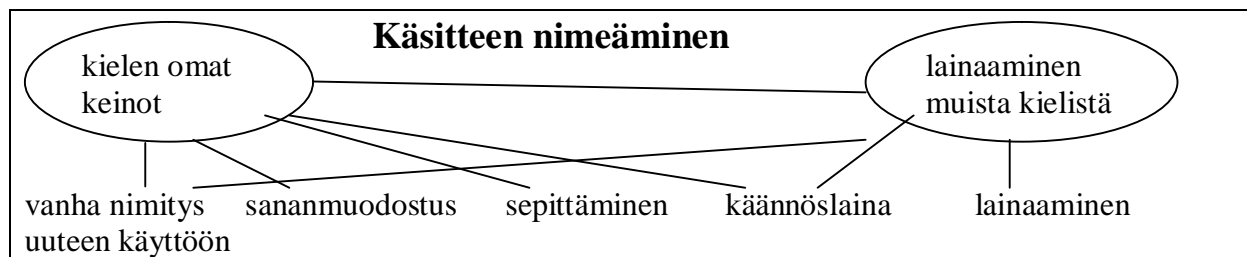 Käsitteen nimeäminen
kielen omat
keinot
lainaaminen
muista kielistä
vanha nimitys
uuteen käyttöön
sananmuodostus
sepittäminen
käännöslaina
lainaaminen